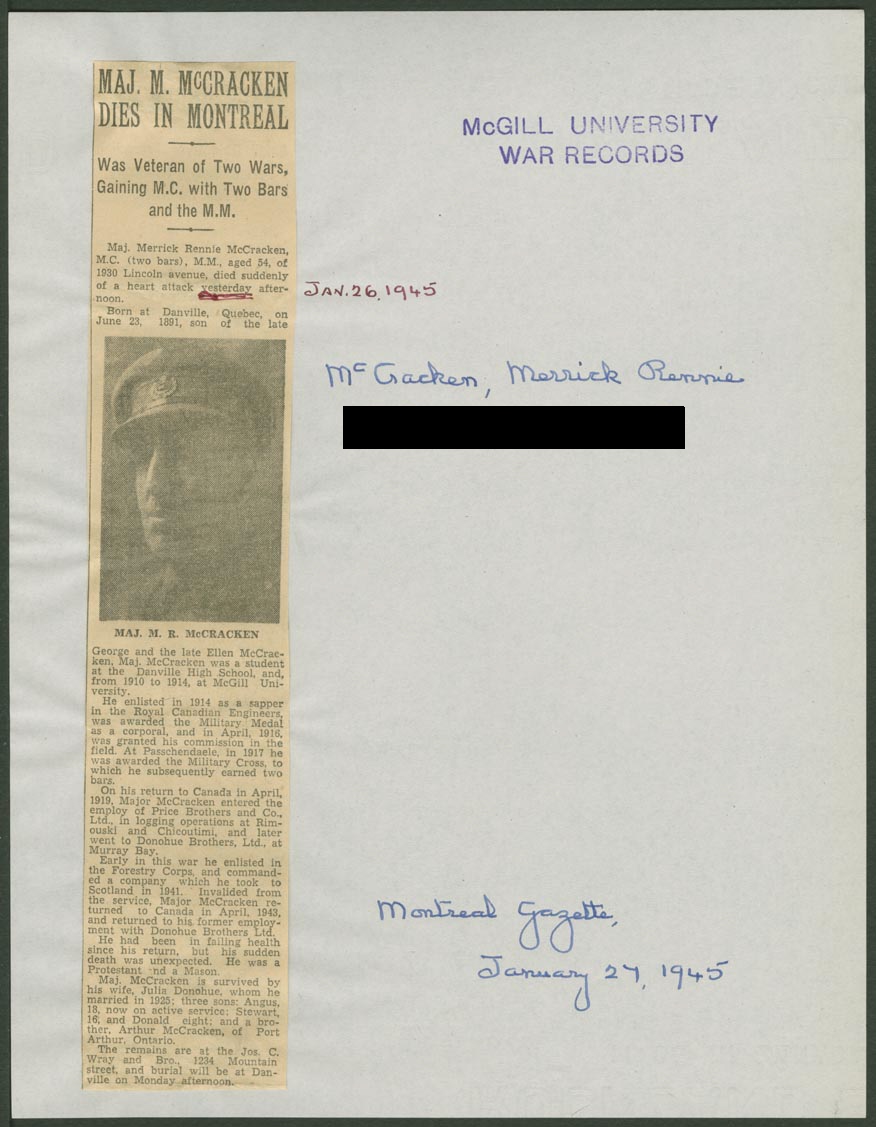 MAJ. M. McCRACKEN
DIES IN MONTREAL
Was Veteran of Two Wars,
Gaining M.C. with Two Bars
and the M.M.
Maj. Merrick Rennie McCracken,
M.C. (two bars), M.M., aged 54, of
1930 Lincoln avenue, died suddenly
of a heart attack yesterday after-
noon.
Born at Danville, Quebec, on
June 23, 1891, son of the late
MAJ. M. R. McCRACKEN
George and the late Ellen McCrac-
ken, Maj. McCracken was a student
at the Danville High School, and,
from 1910 to 1914, at McGill Uni-
versity.
He enlisted in 1914 as a sapper
in the Royal Canadian Engineers,
was awarded the Military Medal
as a corporal, and in April, 1916,
was granted his commission in the
field. At Passchendaele, in 1917 he
was awarded the Military Cross, to
which he subsequently earned two
bars.
On his return to Canada in April,
1919, Major McCracken entered the
employ of Price Brothers and Co.,
Ltd., in logging operations at Rim-
ouski and Chicoutimi, and later
went to Donohue Brothers, Ltd., at
Murray Bay.
Early in this war he enlisted in
the Forestry Corps, and command-
ed a company which he took to
Scotland in 1941. Invalided from
the service, Major McCracken re-
turned to Canada in April, 1943,
and returned to his former employ-
ment with Donohue Brothers Ltd.
He had been in failing health
since his return, but his sudden
death was unexpected. He was a
Protestant nd a Mason.
Maj. McCracken is survived by
his wife, Julia Donohue, whom he
married in 1925; three sons: Angus,
18, now on active service; Stewart,
16, and Donald eight; and a bro-
ther, Arthur McCracken, of Port
Arthur, Ontario.
The remains are at the Jos. C.
Wray and Bro., 1234 Mountain
street, and burial will be at Dan-
ville on Monday afternoon.
McGILL UNIVERSITY
WAR RECORDS
JAN. 26, 1945
McCracken, Merrick Rennie
Montreal Gazette,
January 27, 1945